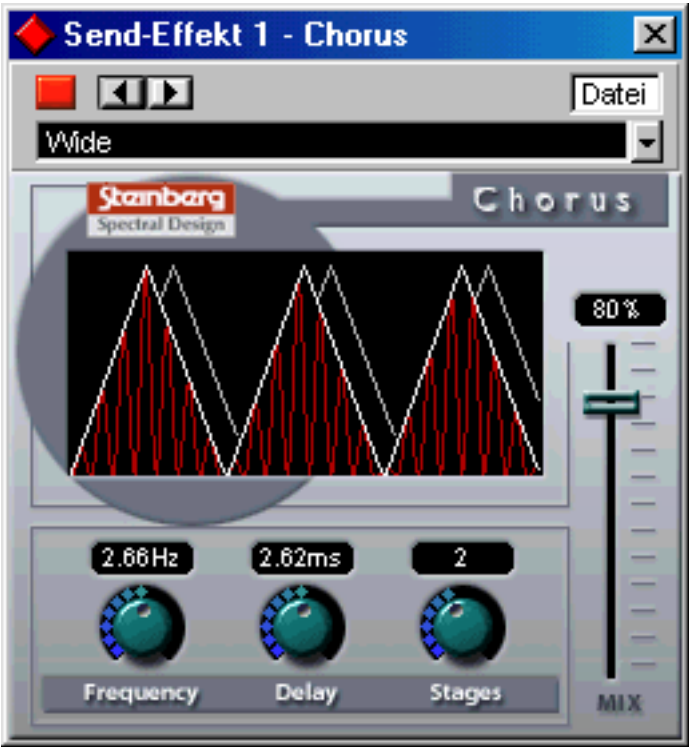 Send-Effekt 1 - Chorus
Datei
Wide
Steinberg
Spectral Design
Chorus
80%
2.66Hz 2.62ms 2
Frequency Delay Stages
MIX